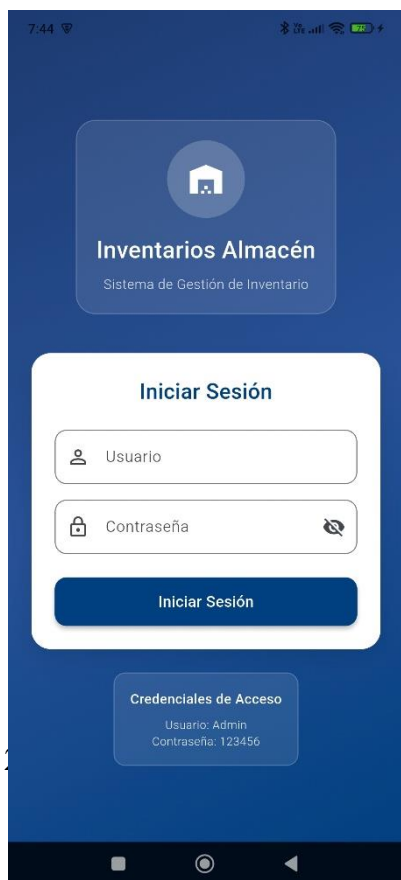 7:44
Inventarios Almacén
Sistema de Gestión de Inventario
Iniciar Sesión
Usuario
Contraseña
Iniciar Sesión
Credenciales de Acceso
Usuario: Admin
Contraseña: 123456